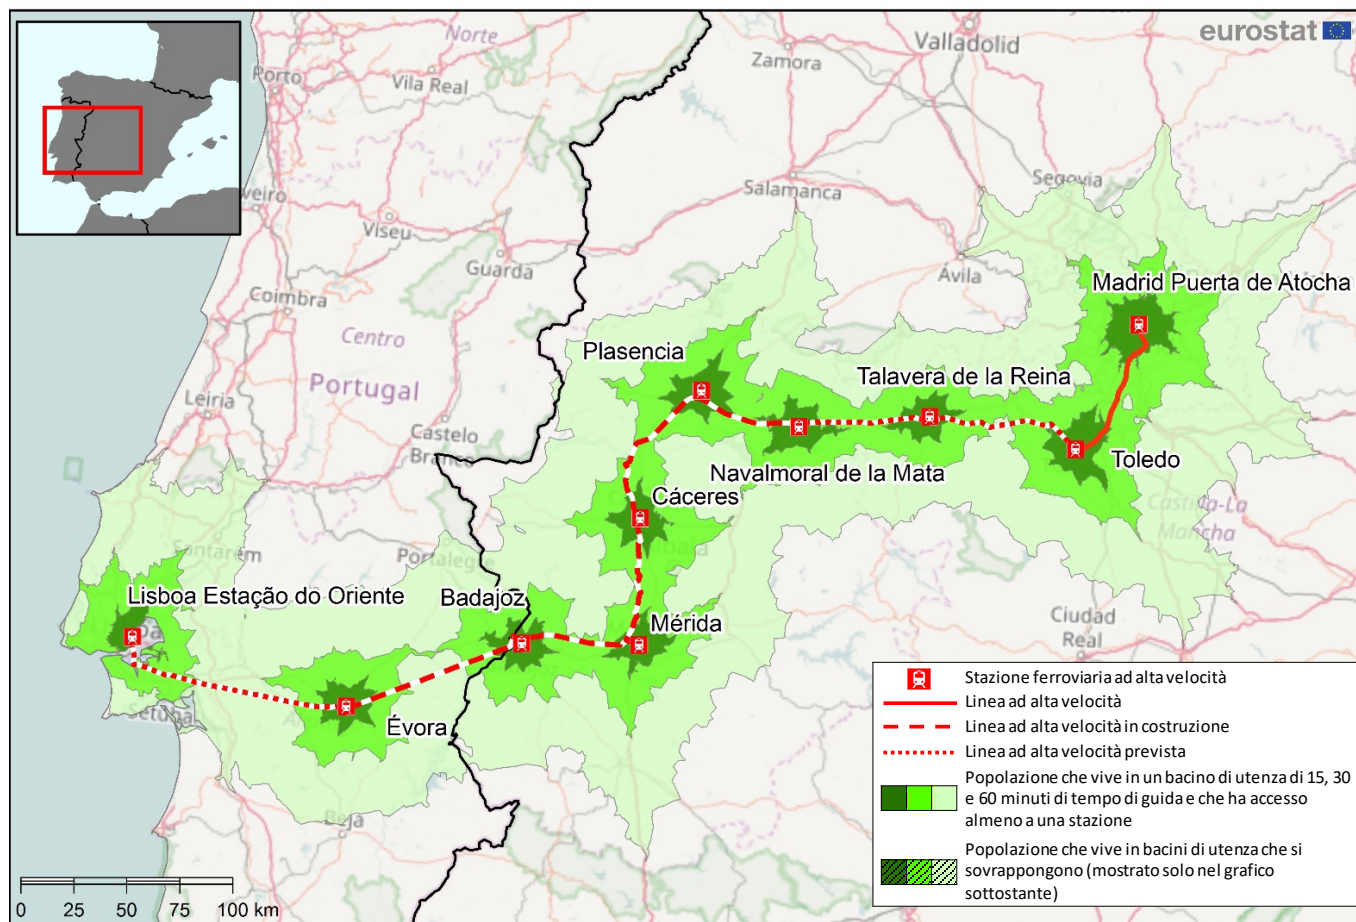 eurostat
Norte
Valladolid
Zamora
Porto
Vila Real
Salamanca
Segovia
Aveiro
Viseu
Guarda
Ávila
Madrid Puerta de Atocha
Coimbra
Centro
Plasencia
Portugal
Talavera de la Reina
Leiria
Castelo
Branco
Navalmoral de la Mata
Toledo
Cáceres
Castilla-La
Mancha
Santarém
Portalegre
Lisboa Estação do Oriente
Badajoz
Mérida
Ciudad
Real
Setúbal
Évora
Beja
Stazione ferroviaria ad alta velocità
Linea ad alta velocità
Linea ad alta velocità in costruzione
Linea ad alta velocità prevista
Popolazione che vive in un bacino di utenza di 15, 30
e 60 minuti di tempo di guida e che ha accesso
almeno a una stazione
Popolazione che vive in bacini di utenza che si
sovrappongono (mostrato solo nel grafico
sottostante)
0 25 50 75 100 km